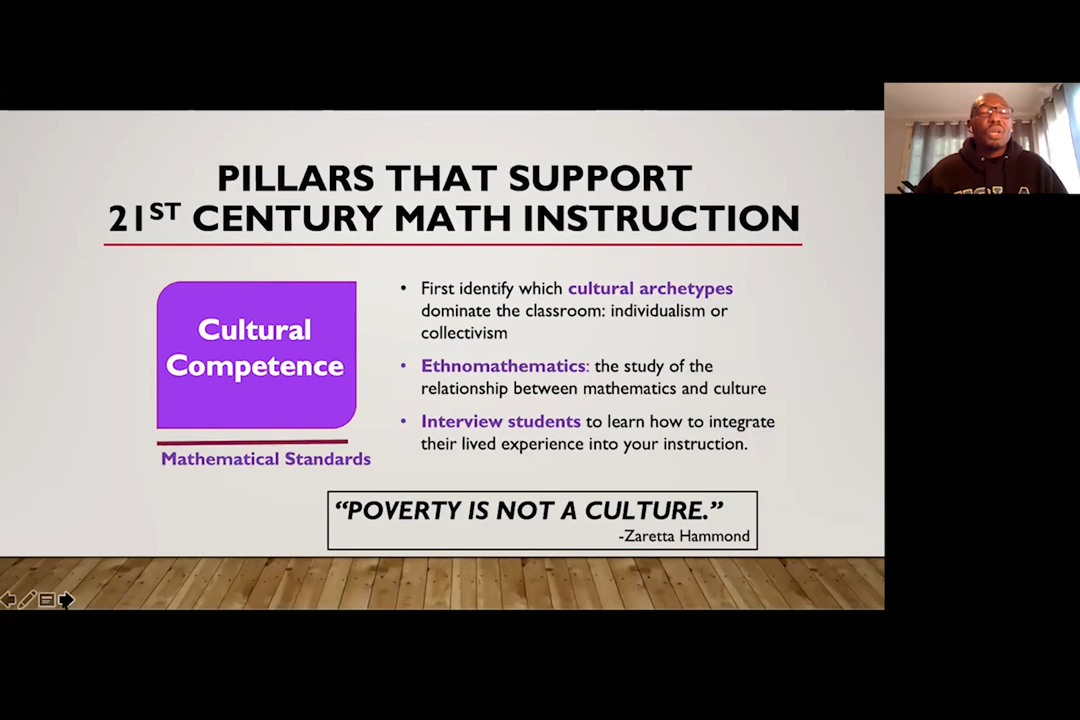 PILLARS THAT SUPPORT
21ST CENTURY MATH INSTRUCTION
Cultural
Competence
Mathematical Standards
• First identify which cultural archetypes
dominate the classroom: individualism or
collectivism
• Ethnomathematics: the study of the
relationship between mathematics and culture
• Interview students to learn how to integrate
their lived experience into your instruction.
“POVERTY IS NOT A CULTURE.”
-Zaretta Hammond